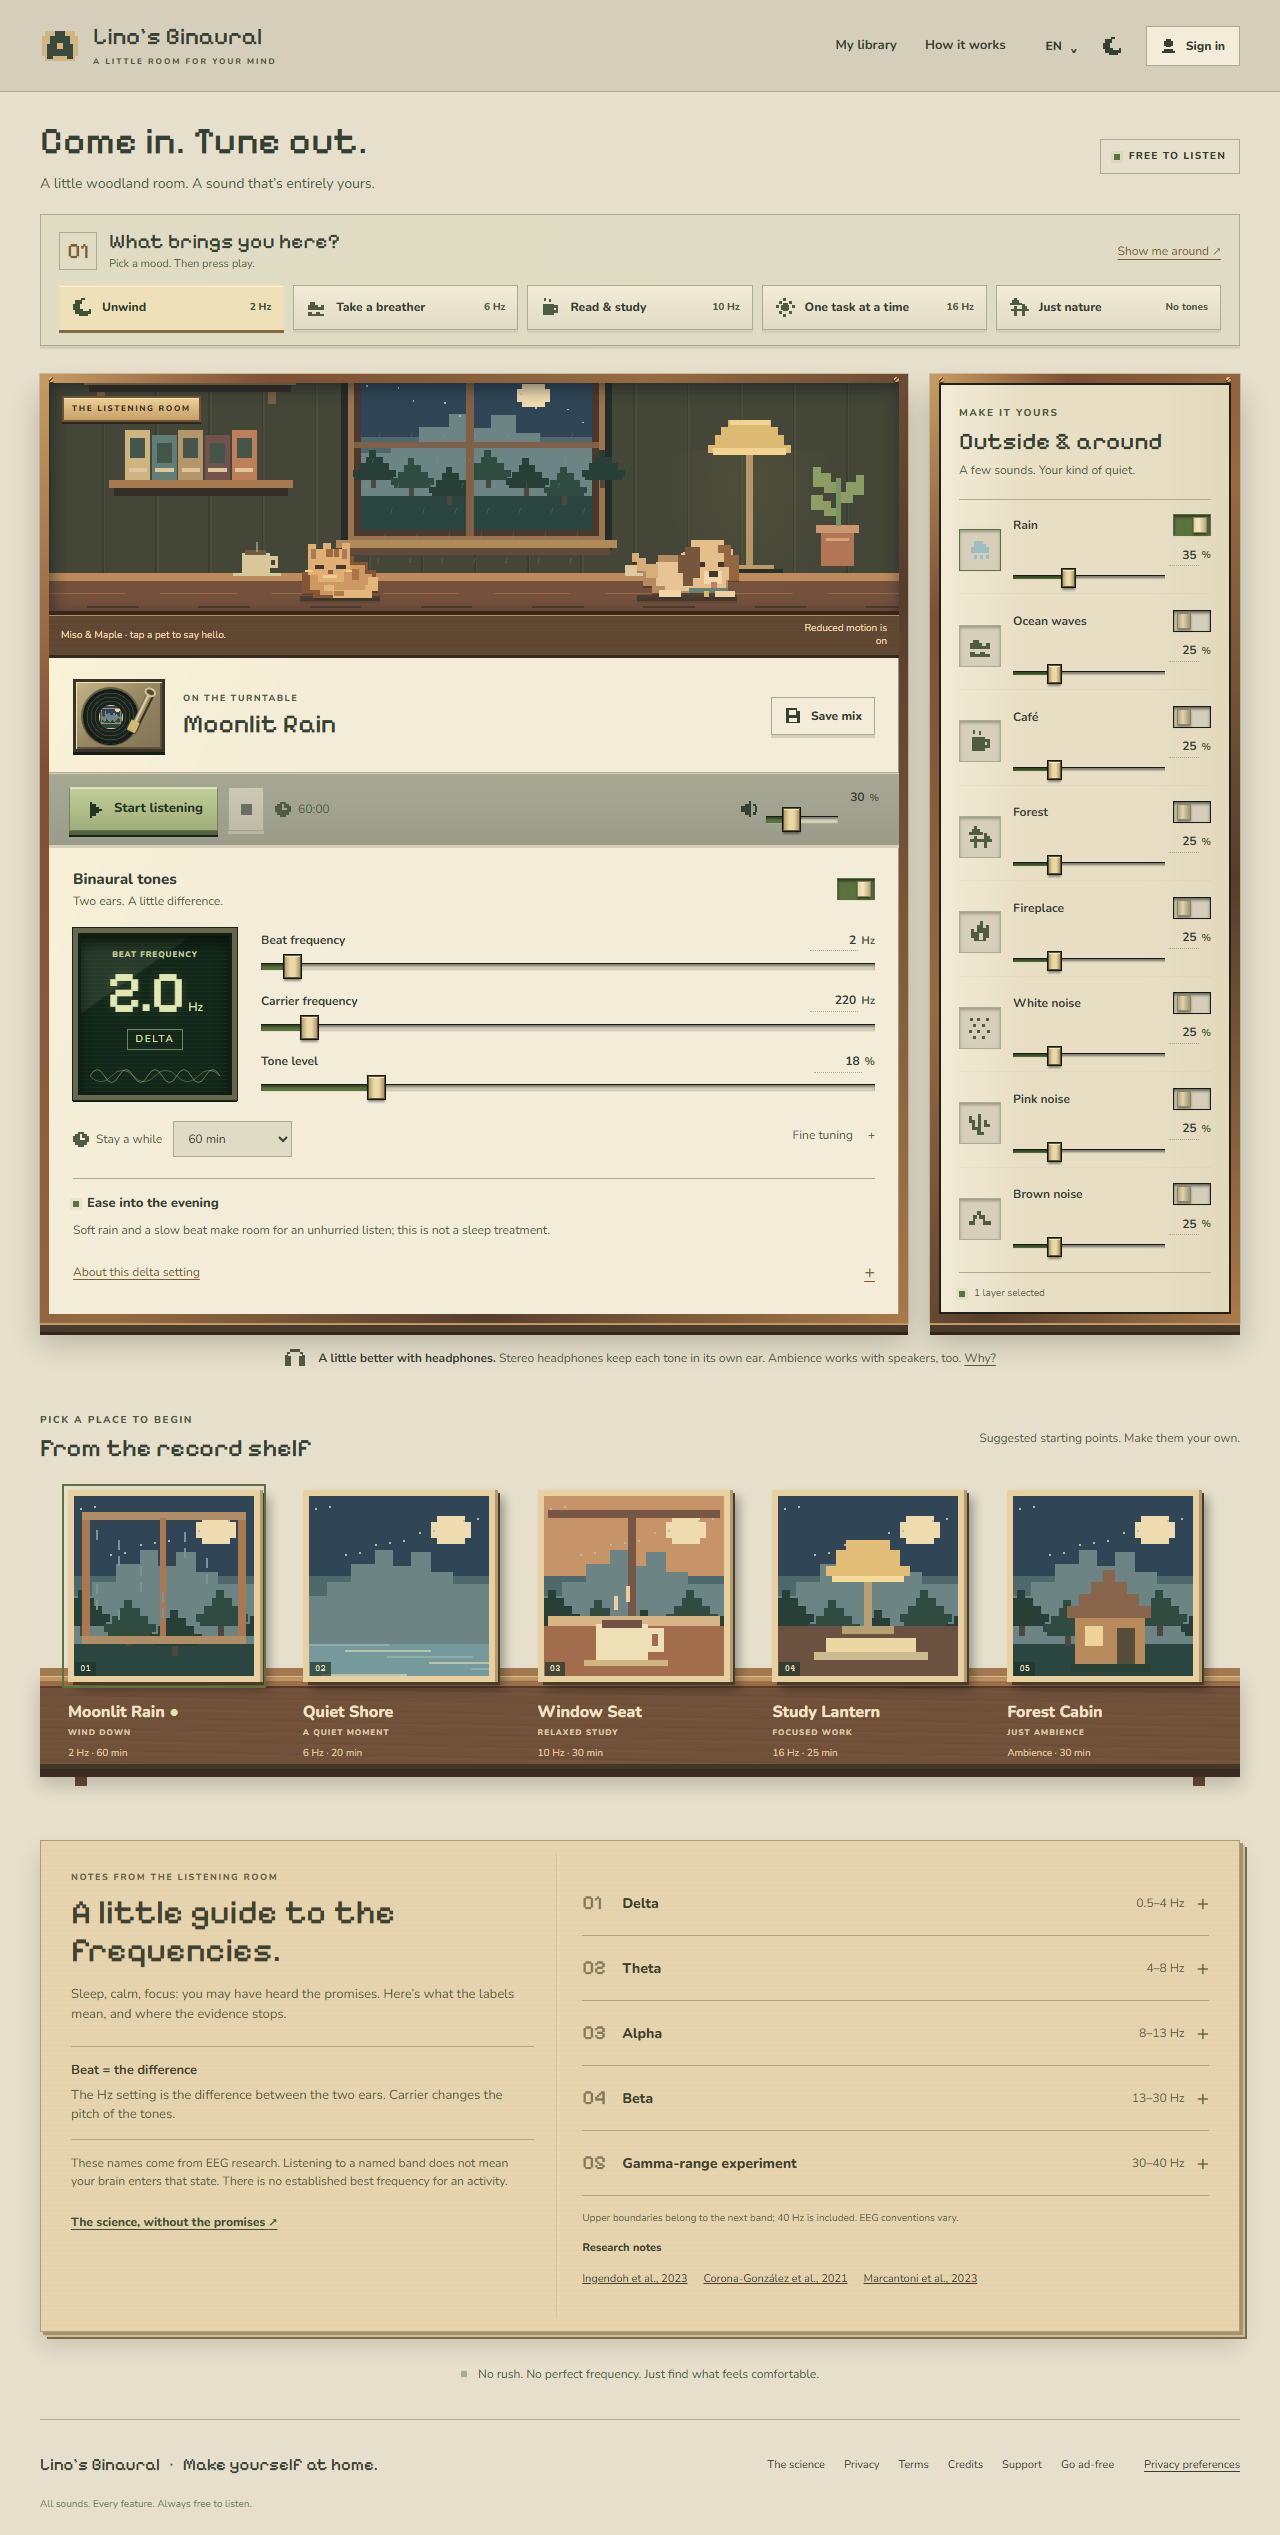 Lino's Binaural
A LITTLE ROOM FOR YOUR MIND
My library
How it works
EN
Sign in
Come in. Tune out.
A little woodland room. A sound that's entirely yours.
FREE TO LISTEN
01
What brings you here?
Pick a mood. Then press play.
Show me around ↗
Unwind 2 Hz
Take a breather 6 Hz
Read & study 10 Hz
One task at a time 16 Hz
Just nature No tones
THE LISTENING ROOM
Miso & Maple · tap a pet to say hello.
Reduced motion is
on
ON THE TURNTABLE
Moonlit Rain
Save mix
Start listening
60:00
30 %
Binaural tones
Two ears. A little difference.
BEAT FREQUENCY
2.0 Hz
DELTA
Beat frequency 2 Hz
Carrier frequency 220 Hz
Tone level 18 %
Stay a while
60 min
Fine tuning +
Ease into the evening
Soft rain and a slow beat make room for an unhurried listen; this is not a sleep treatment.
About this delta setting +
MAKE IT YOURS
Outside & around
A few sounds. Your kind of quiet.
Rain
35 %
Ocean waves
25 %
Café
25 %
Forest
25 %
Fireplace
25 %
White noise
25 %
Pink noise
25 %
Brown noise
25 %
1 layer selected
A little better with headphones. Stereo headphones keep each tone in its own ear. Ambience works with speakers, too. Why?
PICK A PLACE TO BEGIN
From the record shelf
Suggested starting points. Make them your own.
01
Moonlit Rain ●
WIND DOWN
2 Hz · 60 min
02
Quiet Shore
A QUIET MOMENT
6 Hz · 20 min
03
Window Seat
RELAXED STUDY
10 Hz · 30 min
04
Study Lantern
FOCUSED WORK
16 Hz · 25 min
05
Forest Cabin
JUST AMBIENCE
Ambience · 30 min
NOTES FROM THE LISTENING ROOM
A little guide to the
frequencies.
Sleep, calm, focus: you may have heard the promises. Here's what the labels
mean, and where the evidence stops.
Beat = the difference
The Hz setting is the difference between the two ears. Carrier changes the
pitch of the tones.
These names come from EEG research. Listening to a named band does not mean
your brain enters that state. There is no established best frequency for an activity.
The science, without the promises ↗
01 Delta 0.5–4 Hz +
02 Theta 4–8 Hz +
03 Alpha 8–13 Hz +
04 Beta 13–30 Hz +
05 Gamma-range experiment 30–40 Hz +
Upper boundaries belong to the next band; 40 Hz is included. EEG conventions vary.
Research notes
Ingendoh et al., 2023 Corona-González et al., 2021 Marcantoni et al., 2023
No rush. No perfect frequency. Just find what feels comfortable.
Lino's Binaural · Make yourself at home.
The science Privacy Terms Credits Support Go ad-free Privacy preferences
All sounds. Every feature. Always free to listen.